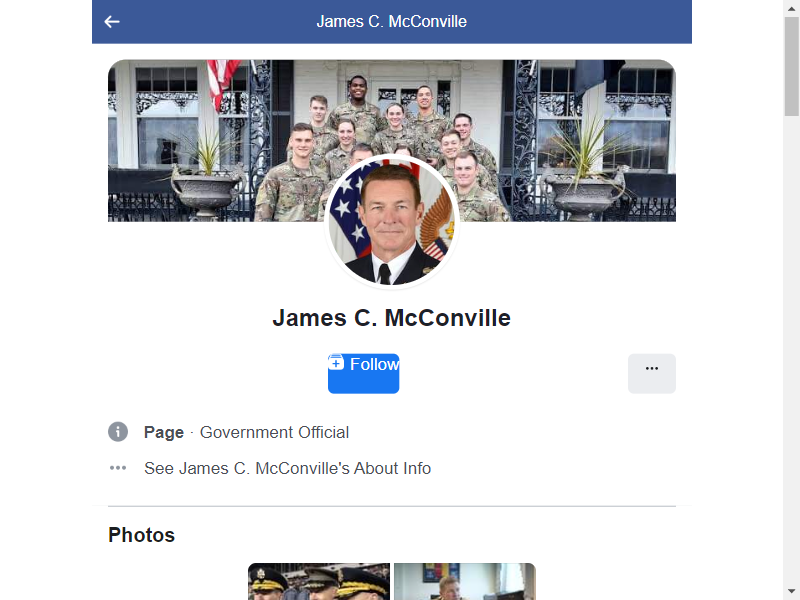 James C. McConville
James C. McConville
Follow
...
Page · Government Official
See James C. McConville's About Info
Photos